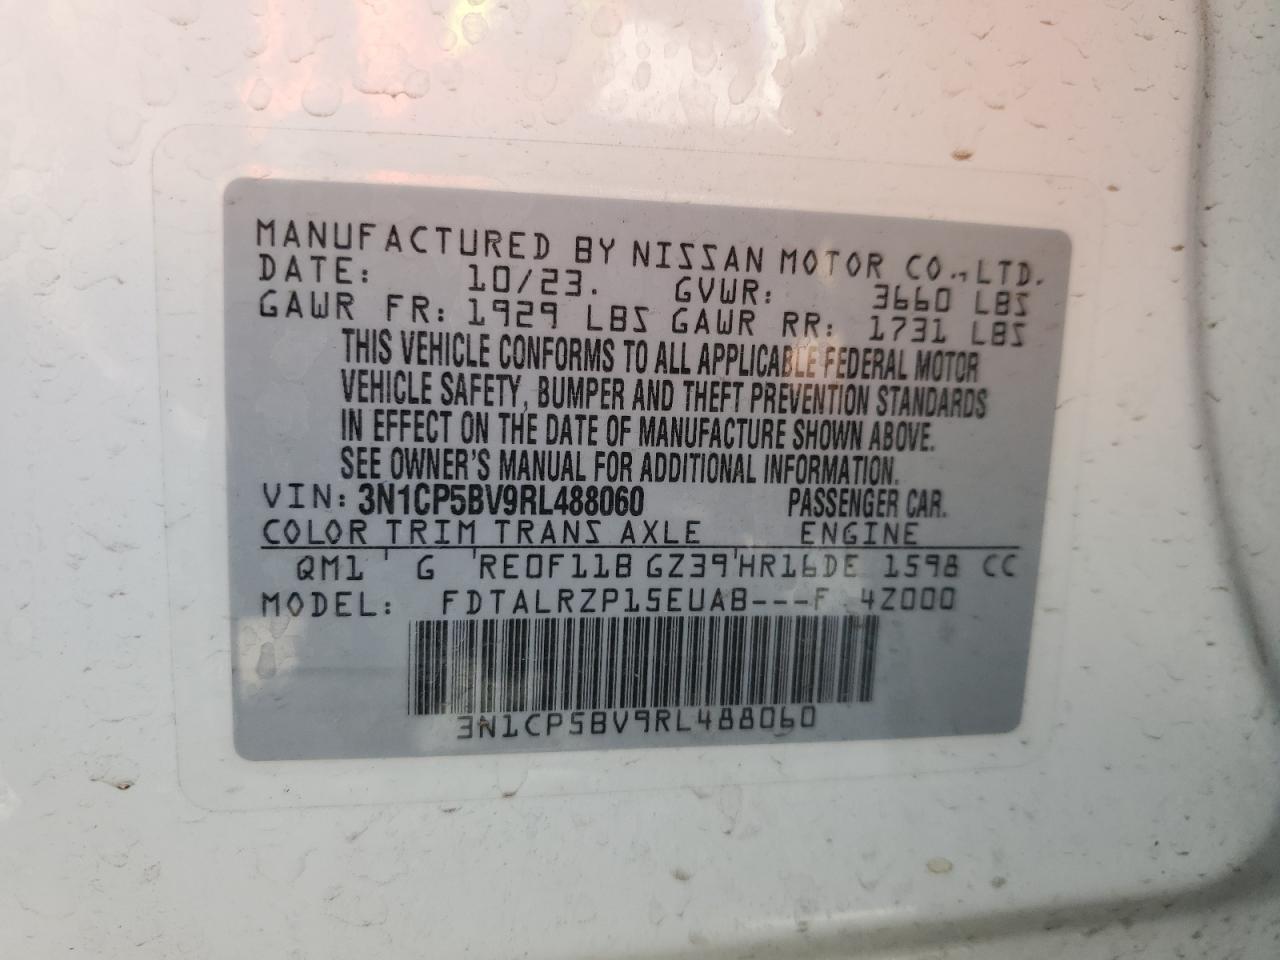 MANUFACTURED BY NISSAN MOTOR CO., LTD.
DATE: 10/23. GVWR: 3660 LBS
GAWR FR: 1929 LBS GAWR RR: 1731 LBS
THIS VEHICLE CONFORMS TO ALL APPLICABLE FEDERAL MOTOR
VEHICLE SAFETY, BUMPER AND THEFT PREVENTION STANDARDS
IN EFFECT ON THE DATE OF MANUFACTURE SHOWN ABOVE.
SEE OWNER'S MANUAL FOR ADDITIONAL INFORMATION.
VIN: 3N1CP5BV9RL488060 PASSENGER CAR.
COLOR TRIM TRANS AXLE ENGINE
QM1 ' G ' RE0F11B GZ39 ' HR16DE 1598 CC
MODEL: FDTALRZP15EUAB---F 4Z000
3N1CP5BV9RL488060